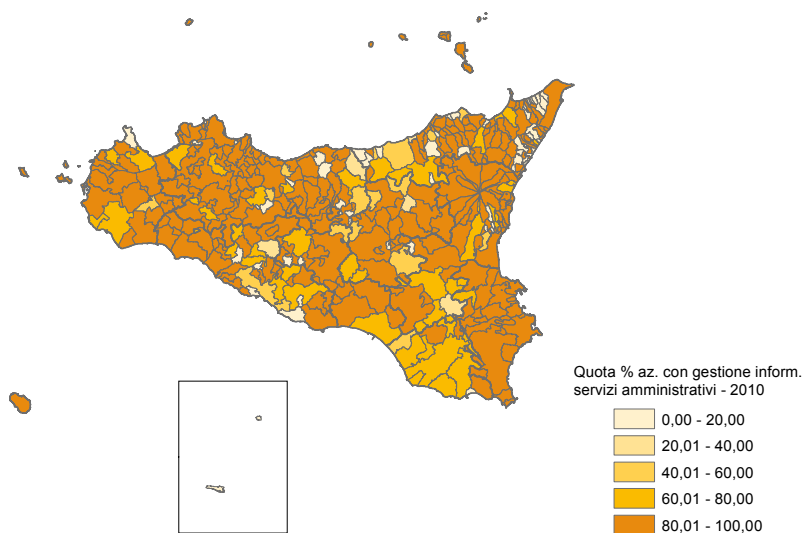 Quota % az. con gestione inform.
servizi amministrativi - 2010
0,00 - 20,00
20,01 - 40,00
40,01 - 60,00
60,01 - 80,00
80,01 - 100,00